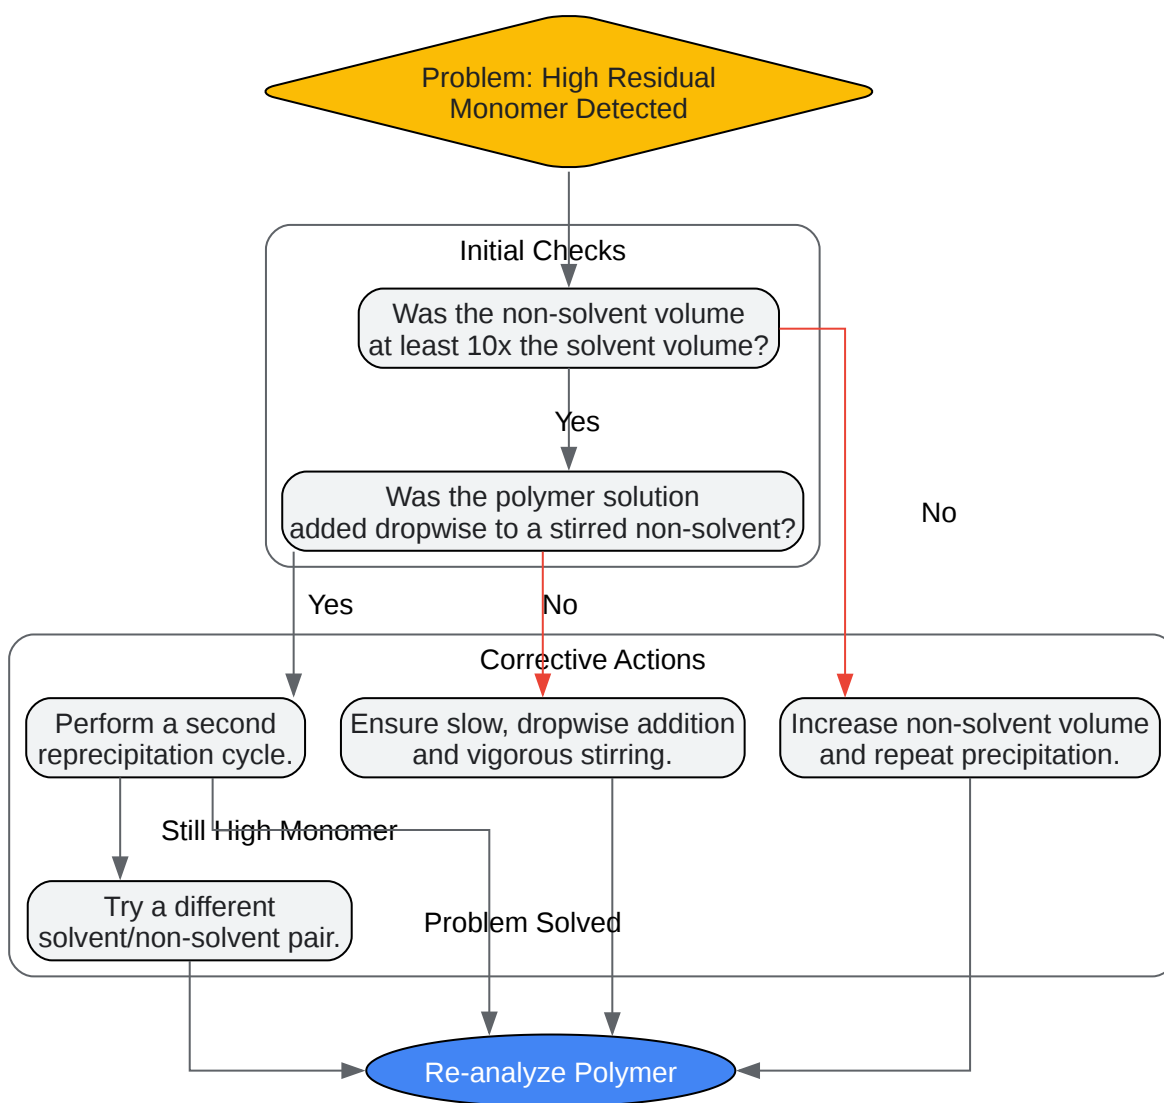 Problem: High Residual
Monomer Detected
Initial Checks
Was the non-solvent volume
at least 10x the solvent volume?
Yes
Was the polymer solution
added dropwise to a stirred non-solvent?
No
Yes
No
Corrective Actions
Perform a second
reprecipitation cycle.
Ensure slow, dropwise addition
and vigorous stirring.
Increase non-solvent volume
and repeat precipitation.
Still High Monomer
Try a different
solvent/non-solvent pair.
Problem Solved
Re-analyze Polymer